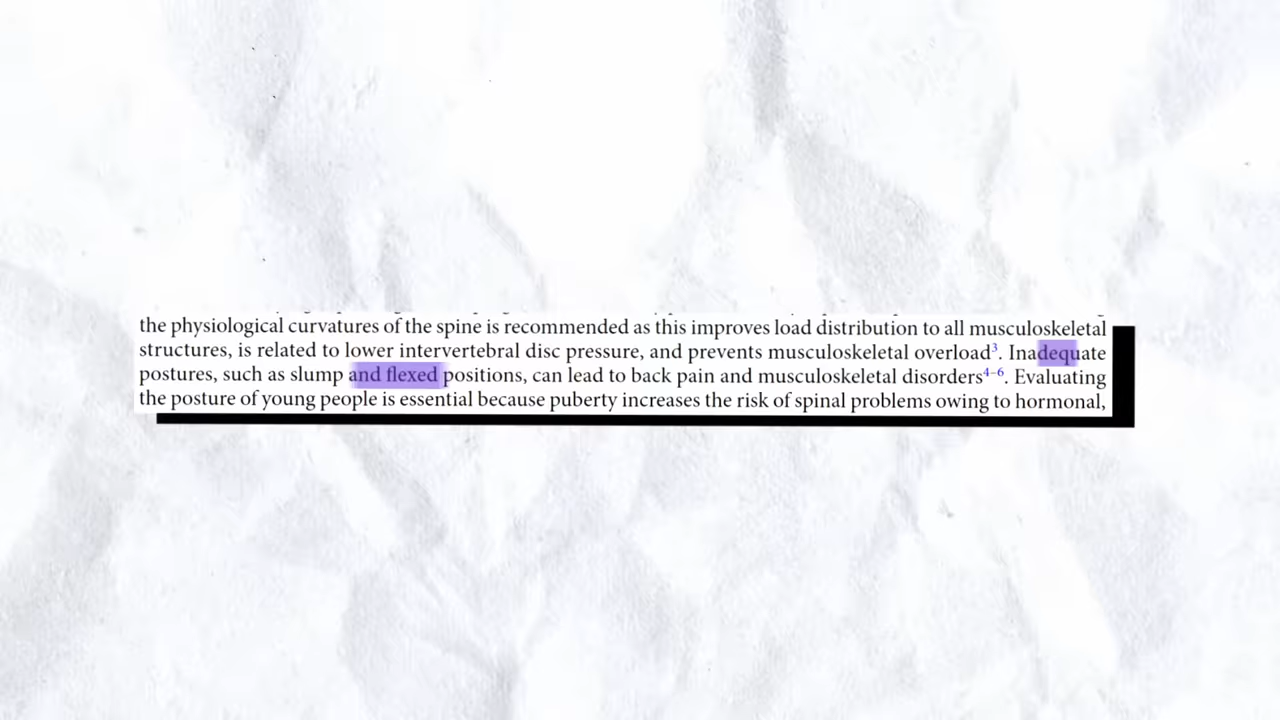 the physiological curvatures of the spine is recommended as this improves load distribution to all musculoskeletal
structures, is related to lower intervertebral disc pressure, and prevents musculoskeletal overload³. Inadequate
postures, such as slump and flexed positions, can lead to back pain and musculoskeletal disorders⁴⁻⁶. Evaluating
the posture of young people is essential because puberty increases the risk of spinal problems owing to hormonal,